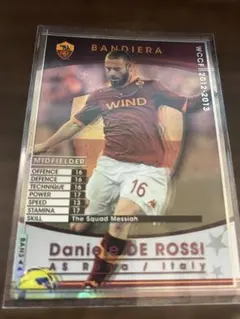 BANDIERA
WCCF 2012-2013
WIND
16
MIDFIELDER
OFFENCE 16
DEFENCE 16
TECHNIQUE 16
POWER 16
SPEED 13
STAMINA 17
SKILL The Squad Messiah
Daniele DE ROSSI
AS Roma / Italy